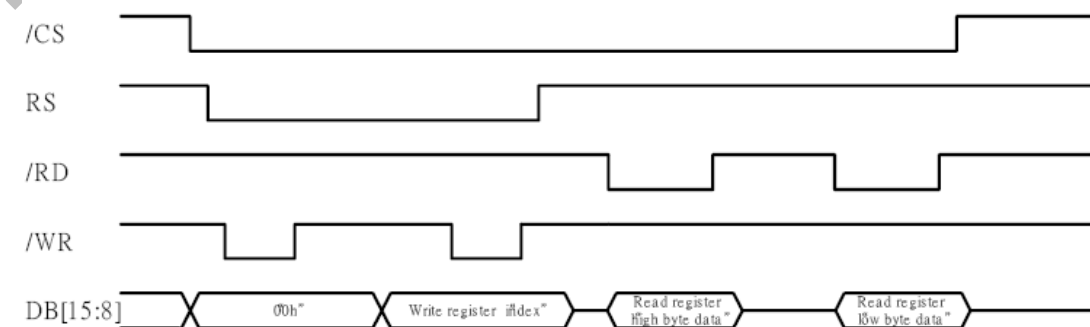 /CS
RS
/RD
/WR
DB[15:8]
"00h"
Write register "index"
Read register
"high byte data"
Read register
"low byte data"